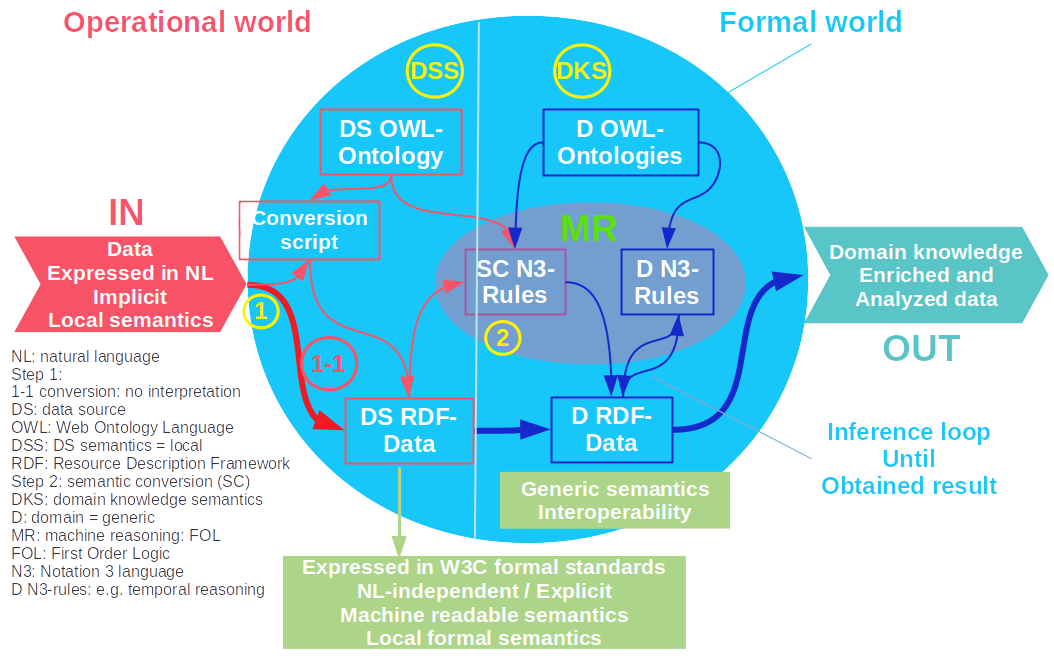 Operational world
Formal world
DSS
DKS
DS OWL-
Ontology
D OWL-
Ontologies
IN
Conversion
script
MR
Data
Expressed in NL
Implicit
Local semantics
SC N3-
Rules
D N3-
Rules
Domain knowledge
Enriched and
Analyzed data
OUT
1
2
1-1
NL: natural language
Step 1:
1-1 conversion: no interpretation
DS: data source
OWL: Web Ontology Language
DSS: DS semantics = local
RDF: Resource Description Framework
Step 2: semantic conversion (SC)
DKS: domain knowledge semantics
D: domain = generic
MR: machine reasoning: FOL
FOL: First Order Logic
N3: Notation 3 language
D N3-rules: e.g. temporal reasoning
DS RDF-
Data
D RDF-
Data
Inference loop
Until
Obtained result
Generic semantics
Interoperability
Expressed in W3C formal standards
NL-independent / Explicit
Machine readable semantics
Local formal semantics